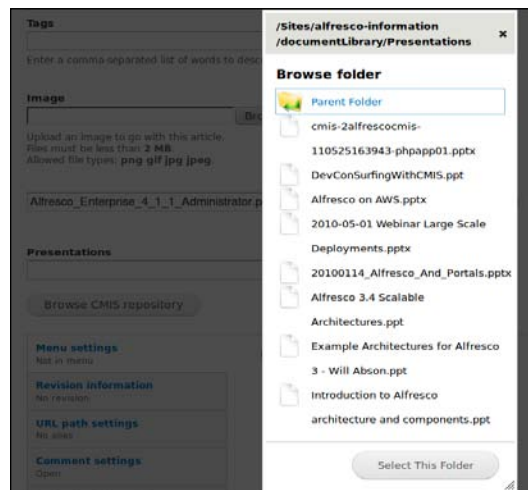 Tags
Enter a comma-separated list of words to
Image
Upload an image to go with this article.
Files must be less than 2 MB.
Allowed file types: png gif jpg jpeg.
Alfresco_Enterprise_4_1_1_Administrator.p
Presentations
Browse CMIS repository
Menu settings
Not in menu
Revision information
No revision
URL path settings
No alias
Comment settings
Open
/Sites/alfresco-information
/documentLibrary/Presentations
×
Browse folder
Parent Folder
cmis-2alfrescocmis-
110525163943-phpapp01.pptx
DevConSurfingWithCMIS.ppt
Alfresco on AWS.pptx
2010-05-01 Webinar Large Scale
Deployments.pptx
20100114_Alfresco_And_Portals.pptx
Alfresco 3.4 Scalable
Architectures.ppt
Example Architectures for Alfresco
3 - Will Abson.ppt
Introduction to Alfresco
architecture and components.ppt
Select This Folder